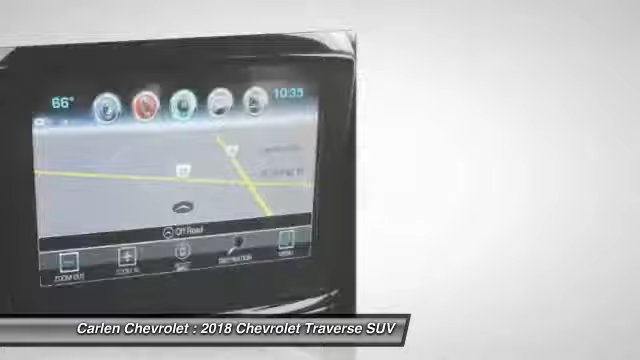 66° 10:35
Off Road
ZOOM OUT ZOOM IN DESTINATION MENU
Carlen Chevrolet : 2018 Chevrolet Traverse SUV